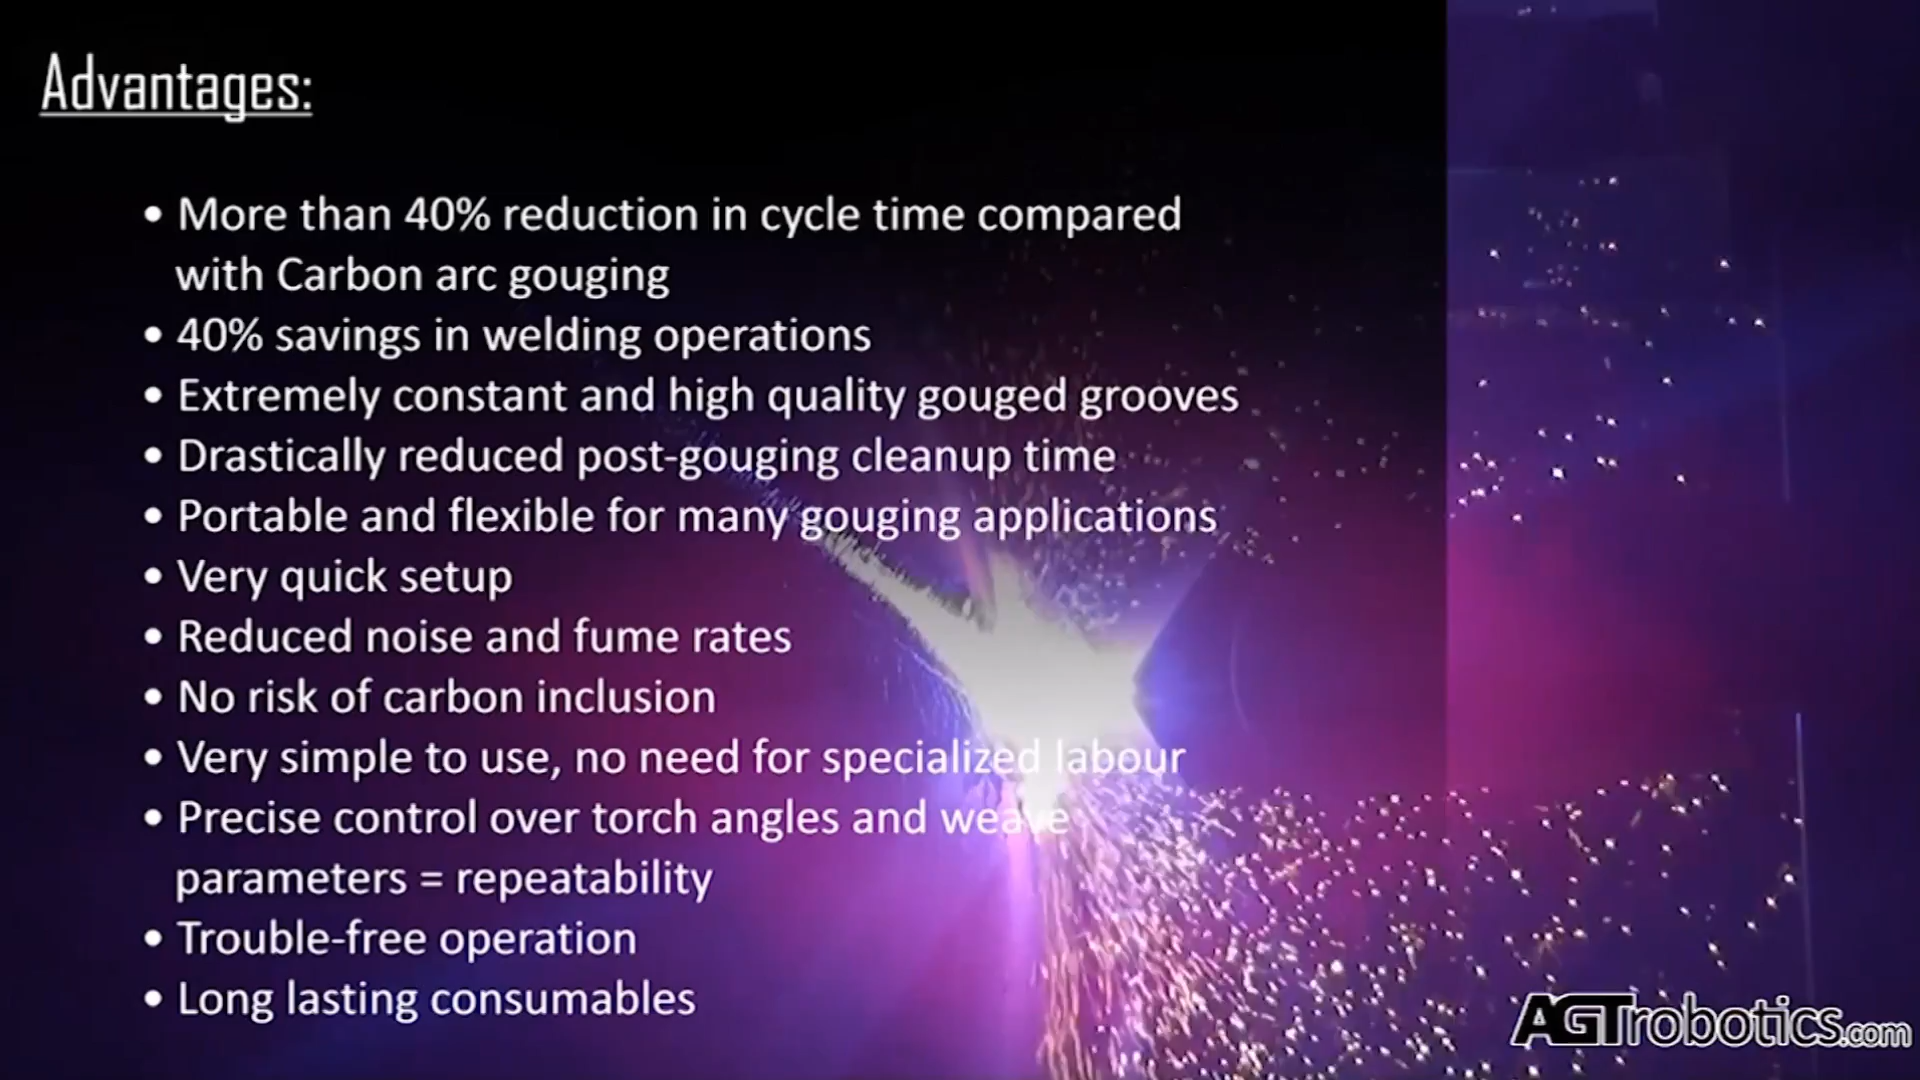 Advantages:
• More than 40% reduction in cycle time compared
with Carbon arc gouging
• 40% savings in welding operations
• Extremely constant and high quality gouged grooves
• Drastically reduced post-gouging cleanup time
• Portable and flexible for many gouging applications
• Very quick setup
• Reduced noise and fume rates
• No risk of carbon inclusion
• Very simple to use, no need for specialized labour
• Precise control over torch angles and weave
parameters = repeatability
• Trouble-free operation
• Long lasting consumables
AGTrobotics.com